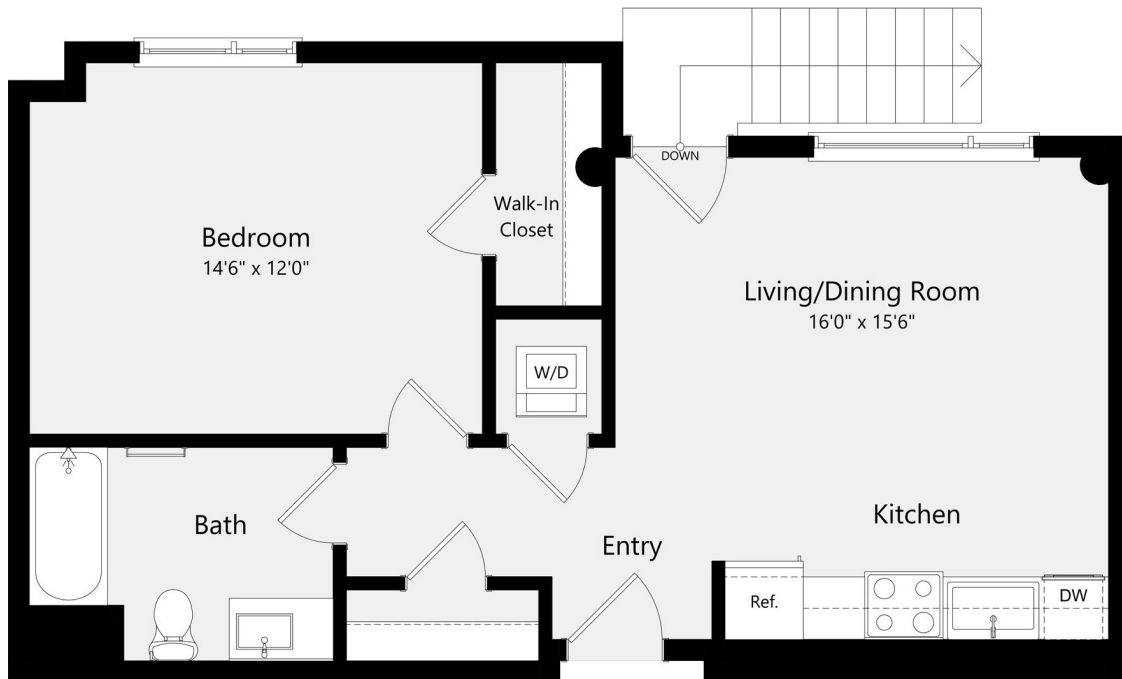 DOWN
Walk-In
Closet
Bedroom
14'6" x 12'0"
Living/Dining Room
16'0" x 15'6"
W/D
Kitchen
Bath
Entry
Ref.
DW